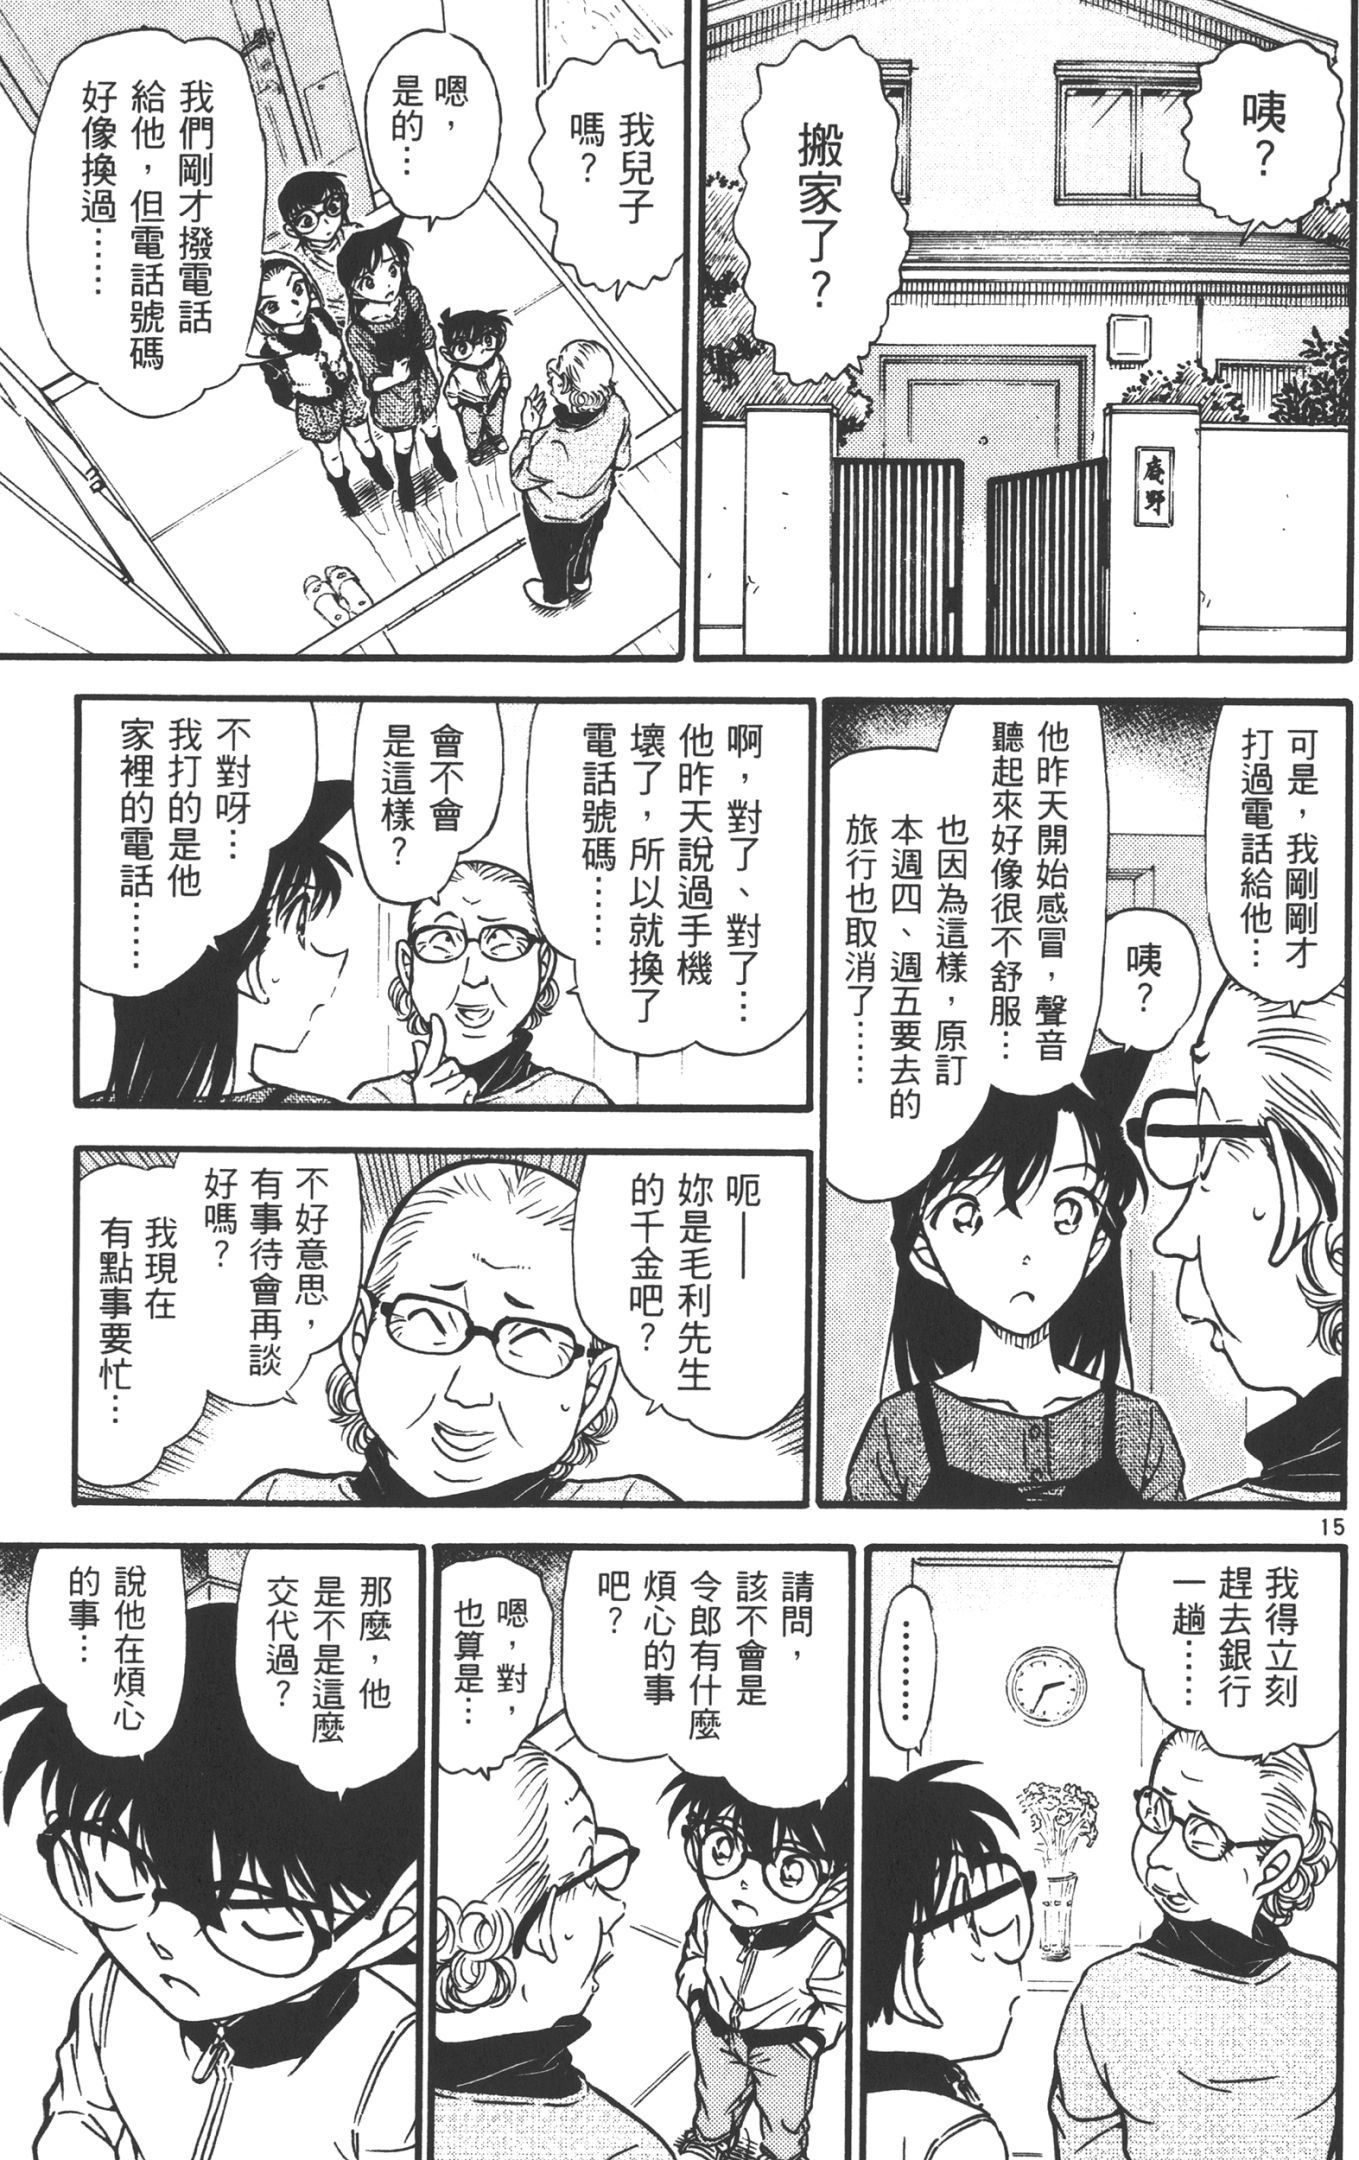 咦？
搬家了？
庭野
我兒子
嗎？
嗯，
是的…
我們剛才撥電話
給他，但電話號碼
好像換過……
可是，我剛剛才
打過電話給他…
咦？
他昨天開始感冒，聲音
聽起來好像很不舒服…
也因為這樣，原訂
本週四、週五要去的
旅行也取消了……
啊，對了、對了…
他昨天說過手機
壞了，所以就換了
電話號碼……
會不會
是這樣？
不對呀…
我打的是他
家裡的電話……
呃——
妳是毛利先生
的千金吧？
不好意思，
有事待會再談
好嗎？
我現在
有點事要忙…
15
我得立刻
趕去銀行
一趟……
………
請問，
該不會是
令郎有什麼
煩心的事
吧？
嗯，對，
也算是…
那麼，他
是不是這麼
交代過？
說他在煩心
的事…